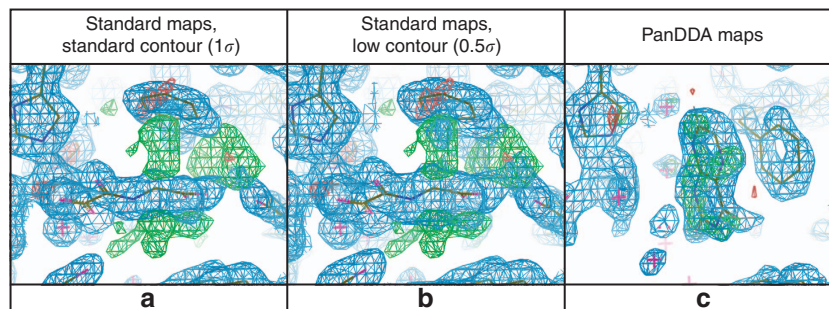 Standard maps,
standard contour (1σ)
Standard maps,
low contour (0.5σ)
PanDDA maps
a
b
c